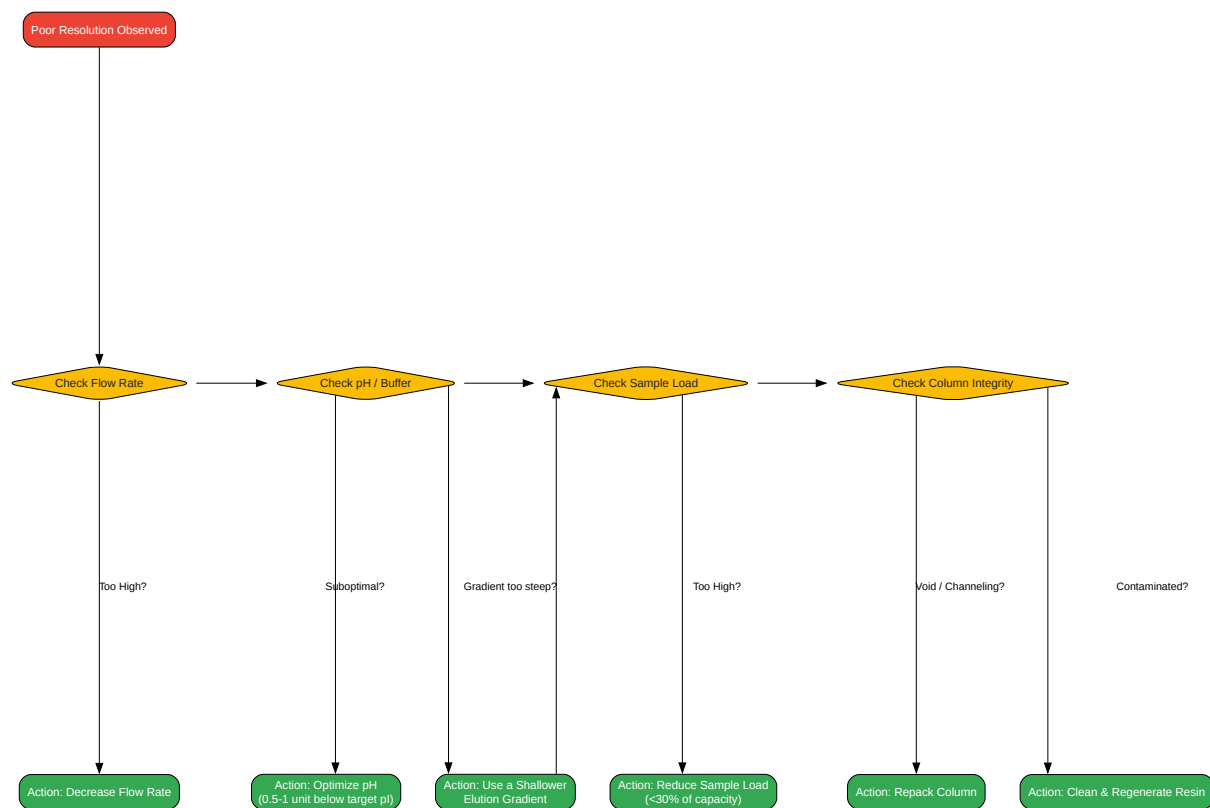 Poor Resolution Observed
Check Flow Rate
Check pH / Buffer
Check Sample Load
Check Column Integrity
Too High?
Suboptimal?
Gradient too steep?
Too High?
Void / Channeling?
Contaminated?
Action: Decrease Flow Rate
Action: Optimize pH
(0.5-1 unit below target pI)
Action: Use a Shallower
Elution Gradient
Action: Reduce Sample Load
(<30% of capacity)
Action: Repack Column
Action: Clean & Regenerate Resin